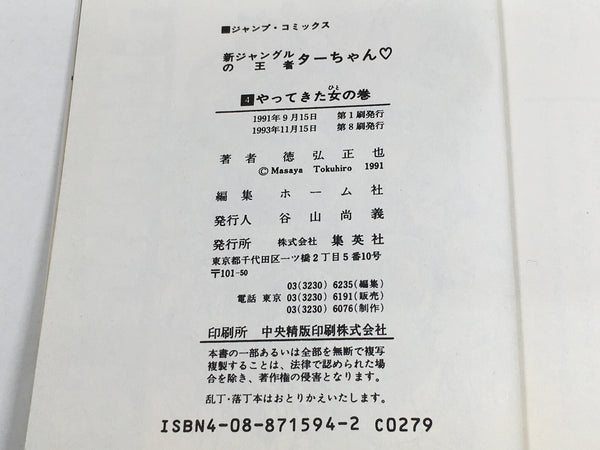 ■ジャンプ・コミックス
新ジャングルの王者ターちゃん♡
4やってきた女の巻
1991年9月15日 第1刷発行
1993年11月15日 第8刷発行
著者 徳弘正也
©Masaya Tokuhiro 1991
編集 ホーム社
発行人 谷山尚義
発行所 株式会社 集英社
東京都千代田区一ツ橋2丁目5番10号
〒101-50
03(3230)6235(編集)
電話 東京 03(3230)6191(販売)
03(3230)6076(制作)
印刷所 中央精版印刷株式会社
本書の一部あるいは全部を無断で複写
複製することは、法律で認められた場
合を除き、著作権の侵害となります。
乱丁・落丁本はおとりかえいたします。
ISBN4-08-871594-2 C0279